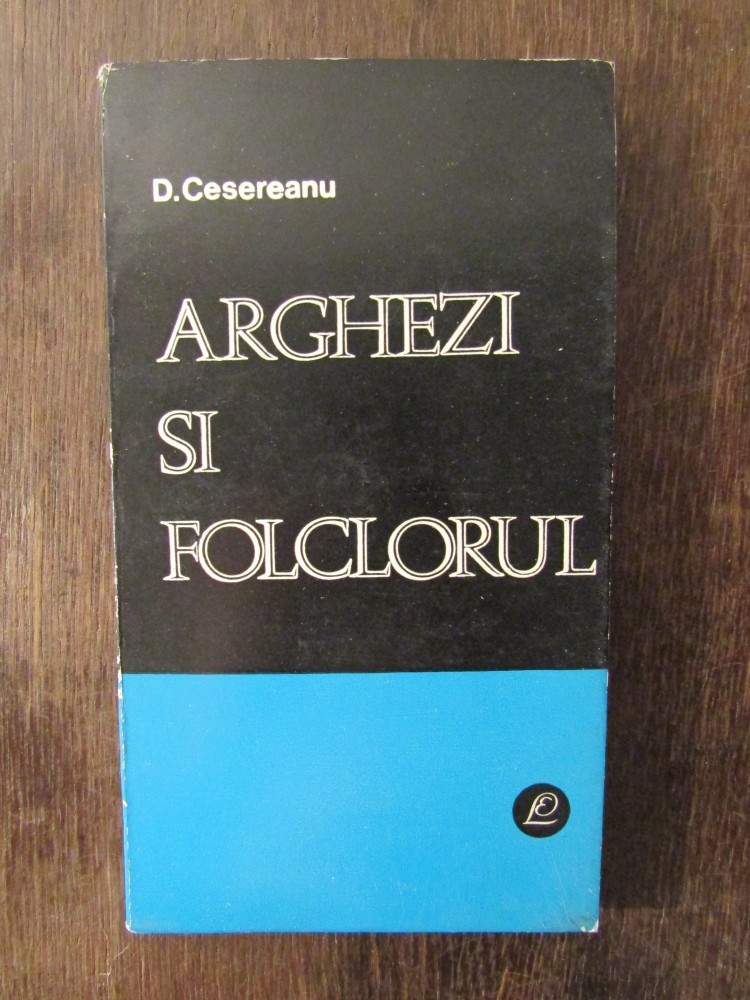 D.Cesereanu
ARGHEZI
SI
FOLCLORUL